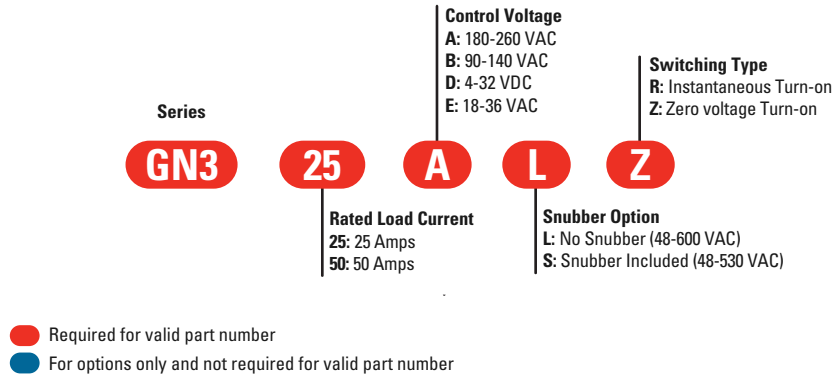 Control Voltage
A: 180-260 VAC
B: 90-140 VAC
D: 4-32 VDC
E: 18-36 VAC
Switching Type
R: Instantaneous Turn-on
Z: Zero voltage Turn-on
Series
GN3 25 A L Z
Rated Load Current
25: 25 Amps
50: 50 Amps
Snubber Option
L: No Snubber (48-600 VAC)
S: Snubber Included (48-530 VAC)
Required for valid part number
For options only and not required for valid part number